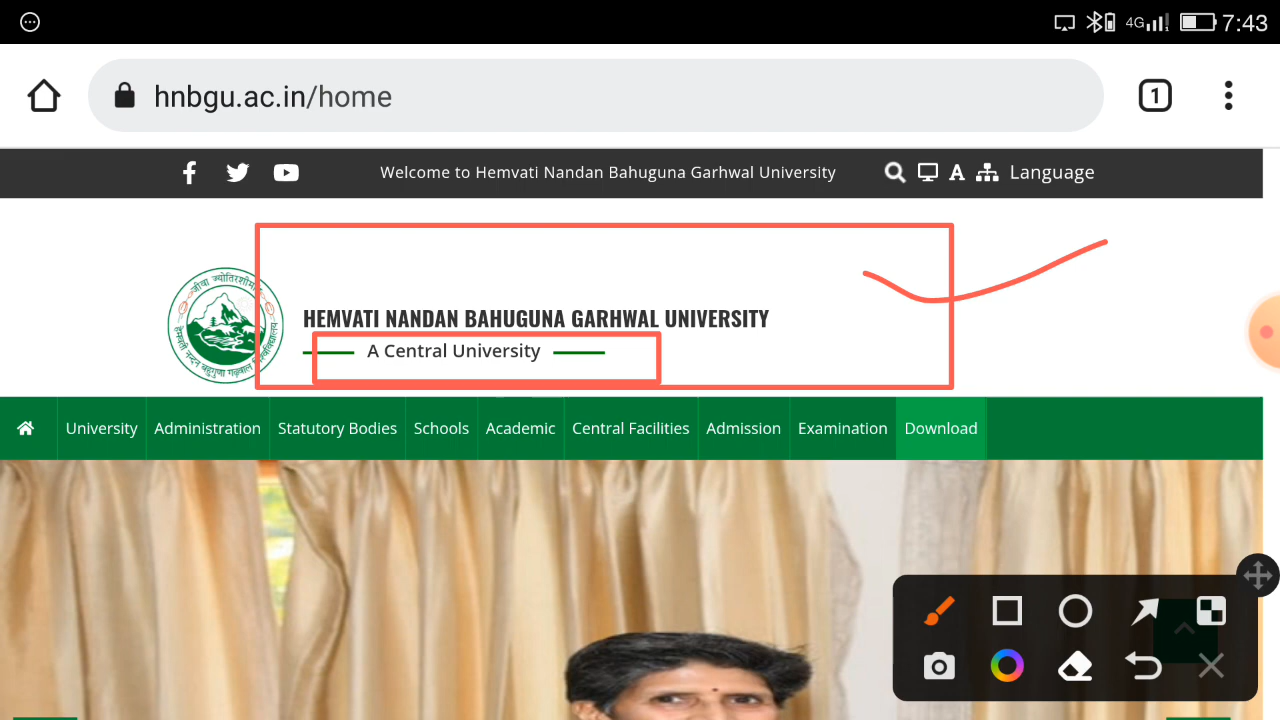 4G 7:43
hnbgu.ac.in/home
1
Welcome to Hemvati Nandan Bahuguna Garhwal University
A
Language
HEMVATI NANDAN BAHUGUNA GARHWAL UNIVERSITY
A Central University
University Administration Statutory Bodies Schools Academic Central Facilities Admission Examination Download